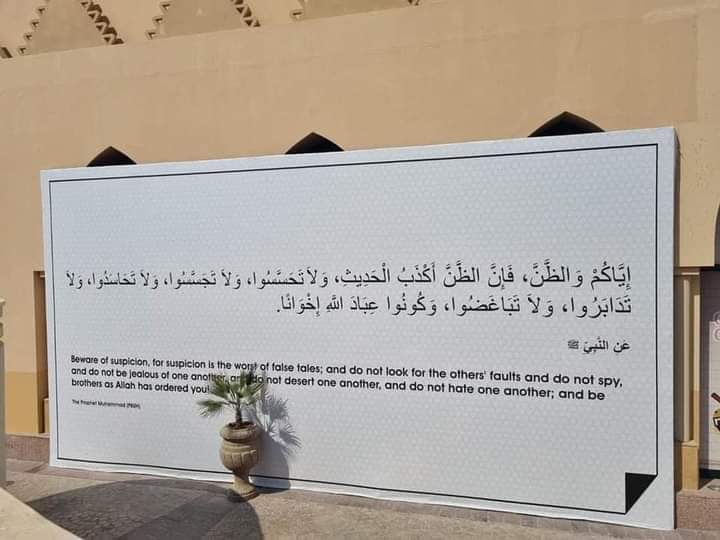 إِيَّاكُمْ وَالظَّنَّ، فَإِنَّ الظَّنَّ أَكْذَبُ الْحَدِيثِ، وَلاَ تَحَسَّسُوا، وَلاَ تَجَسَّسُوا، وَلاَ تَحَاسَدُوا، وَلاَ
تَدَابَرُوا، وَلاَ تَبَاغَضُوا، وَكُونُوا عِبَادَ اللَّهِ إِخْوَانًا.
عَنِ النَّبِيِّ ﷺ
Beware of suspicion, for suspicion is the worst of false tales; and do not look for the others' faults and do not spy,
and do not be jealous of one another, and do not desert one another, and do not hate one another; and be
brothers as Allah has ordered you!
The Prophet Muhammad (PBUH)